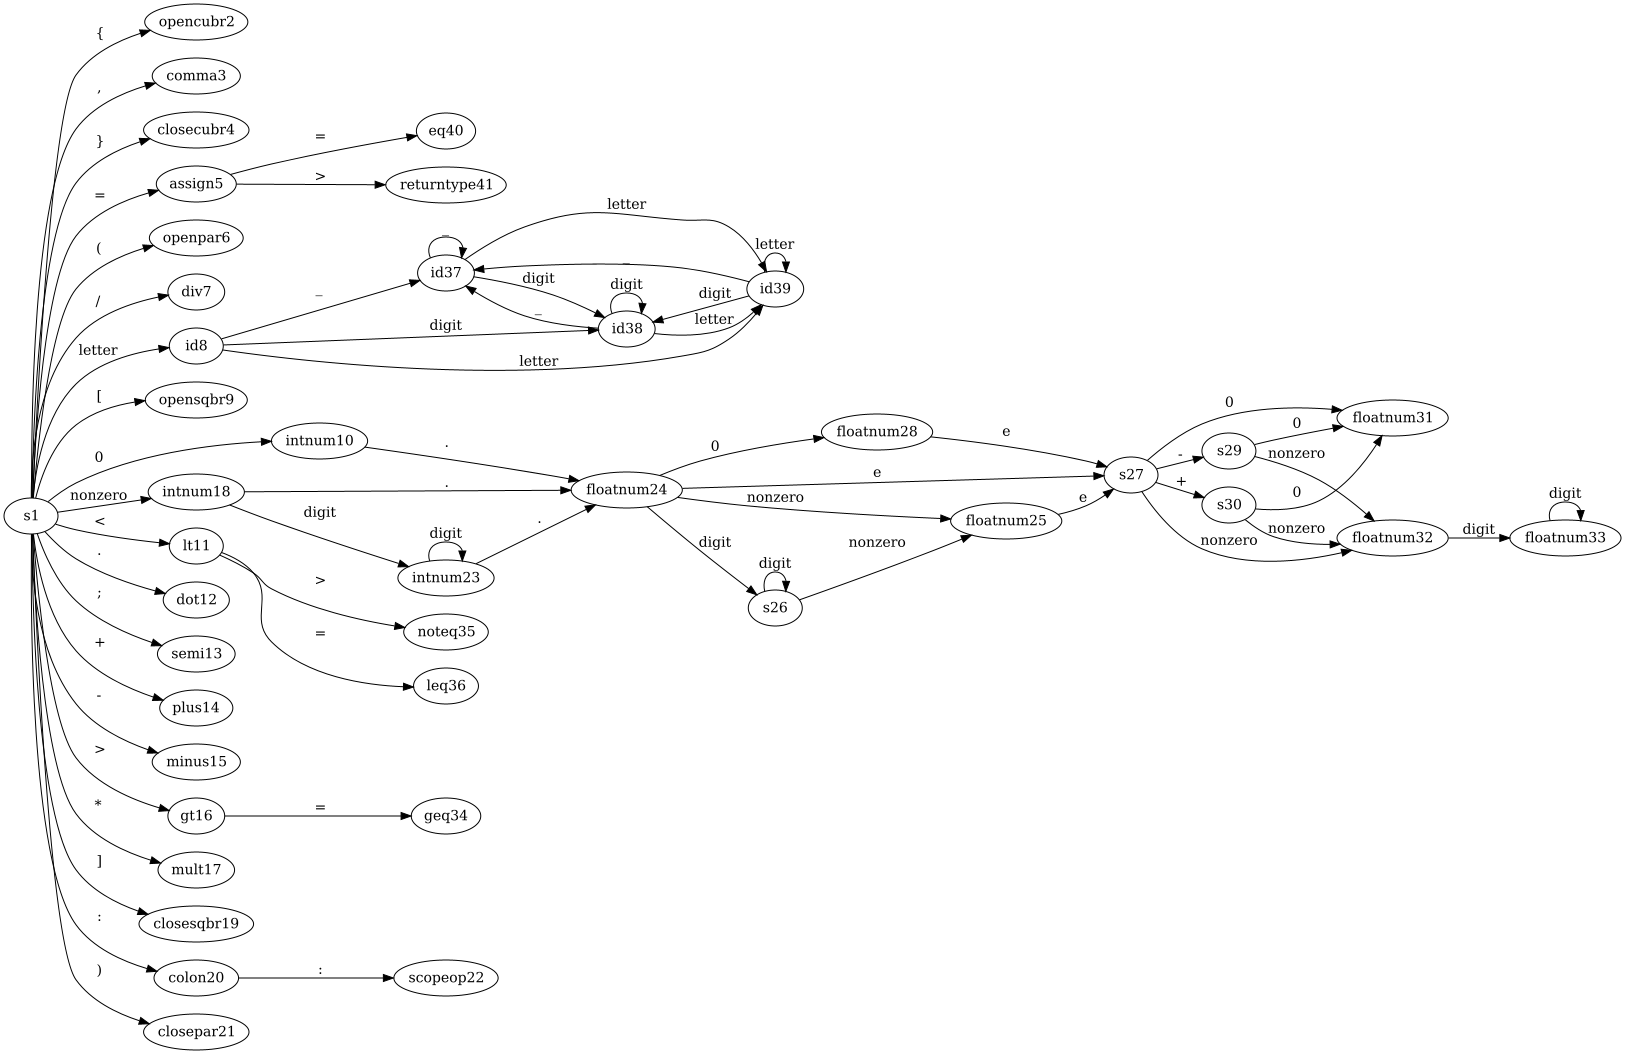 {
opencubr2
,
comma3
}
closecubr4
=
assign5
=
eq40
>
returntype41
(
openpar6
/
div7
letter
id8
_
digit
letter
id37
_
digit
_
letter
id38
digit
letter
_
digit
id39
letter
[
opensqbr9
0
intnum10
.
s1
nonzero
intnum18
.
digit
intnum23
digit
.
floatnum24
0
e
nonzero
digit
floatnum28
e
floatnum25
e
s26
digit
nonzero
s27
0
-
+
nonzero
s29
0
nonzero
s30
0
nonzero
floatnum31
floatnum32
digit
floatnum33
digit
<
lt11
>
noteq35
=
leq36
.
dot12
;
semi13
+
plus14
-
minus15
>
gt16
=
geq34
*
mult17
]
closesqbr19
:
colon20
:
scopeop22
)
closepar21